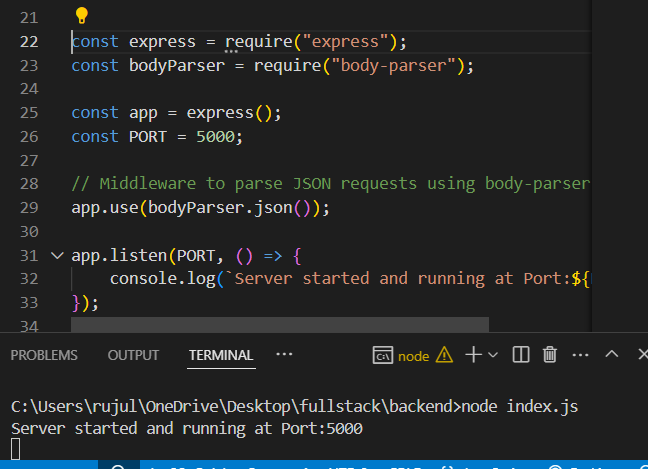 21
22 const express = require("express");
23 const bodyParser = require("body-parser");
24
25 const app = express();
26 const PORT = 5000;
27
28 // Middleware to parse JSON requests using body-parser
29 app.use(bodyParser.json());
30
31 app.listen(PORT, () => {
32 console.log(`Server started and running at Port:${
33 });
34
PROBLEMS OUTPUT TERMINAL ... node
C:\Users\rujul\OneDrive\Desktop\fullstack\backend>node index.js
Server started and running at Port:5000